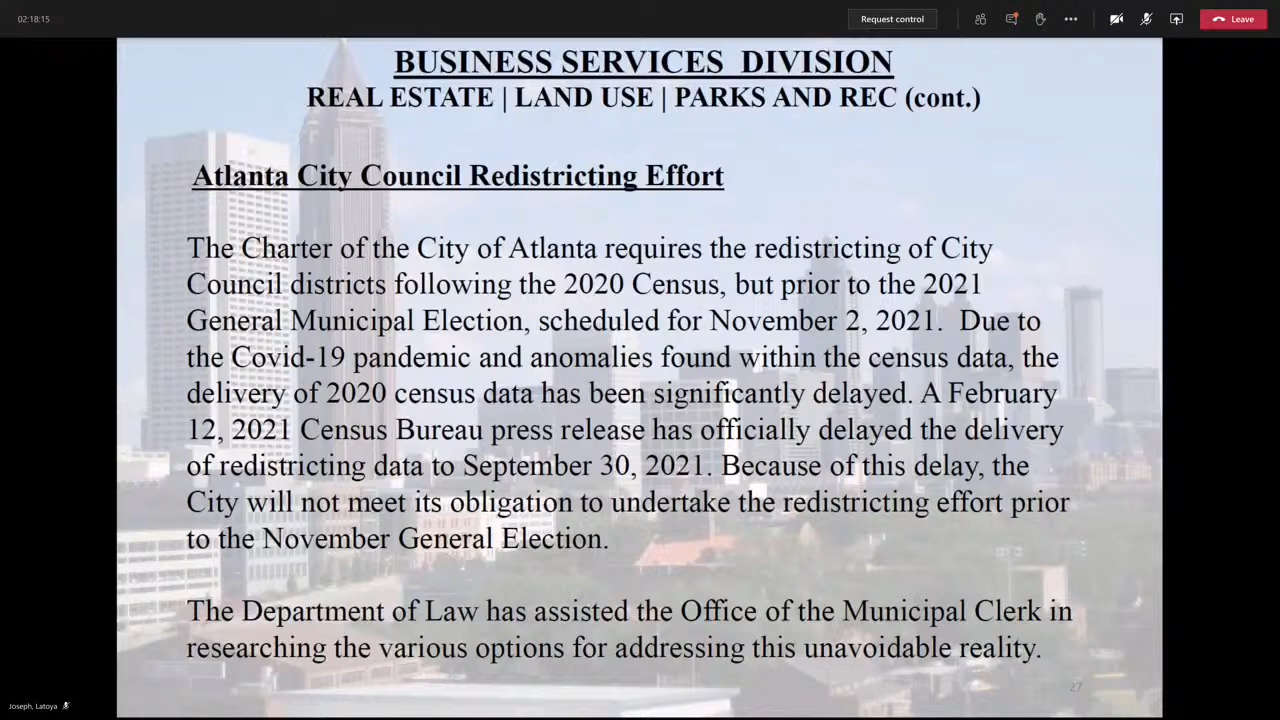 02:18:15
Request control
Leave
BUSINESS SERVICES DIVISION
REAL ESTATE | LAND USE | PARKS AND REC (cont.)
Atlanta City Council Redistricting Effort
The Charter of the City of Atlanta requires the redistricting of City
Council districts following the 2020 Census, but prior to the 2021
General Municipal Election, scheduled for November 2, 2021.  Due to
the Covid-19 pandemic and anomalies found within the census data, the
delivery of 2020 census data has been significantly delayed. A February
12, 2021 Census Bureau press release has officially delayed the delivery
of redistricting data to September 30, 2021. Because of this delay, the
City will not meet its obligation to undertake the redistricting effort prior
to the November General Election.
The Department of Law has assisted the Office of the Municipal Clerk in
researching the various options for addressing this unavoidable reality.
27
Joseph, Latoya